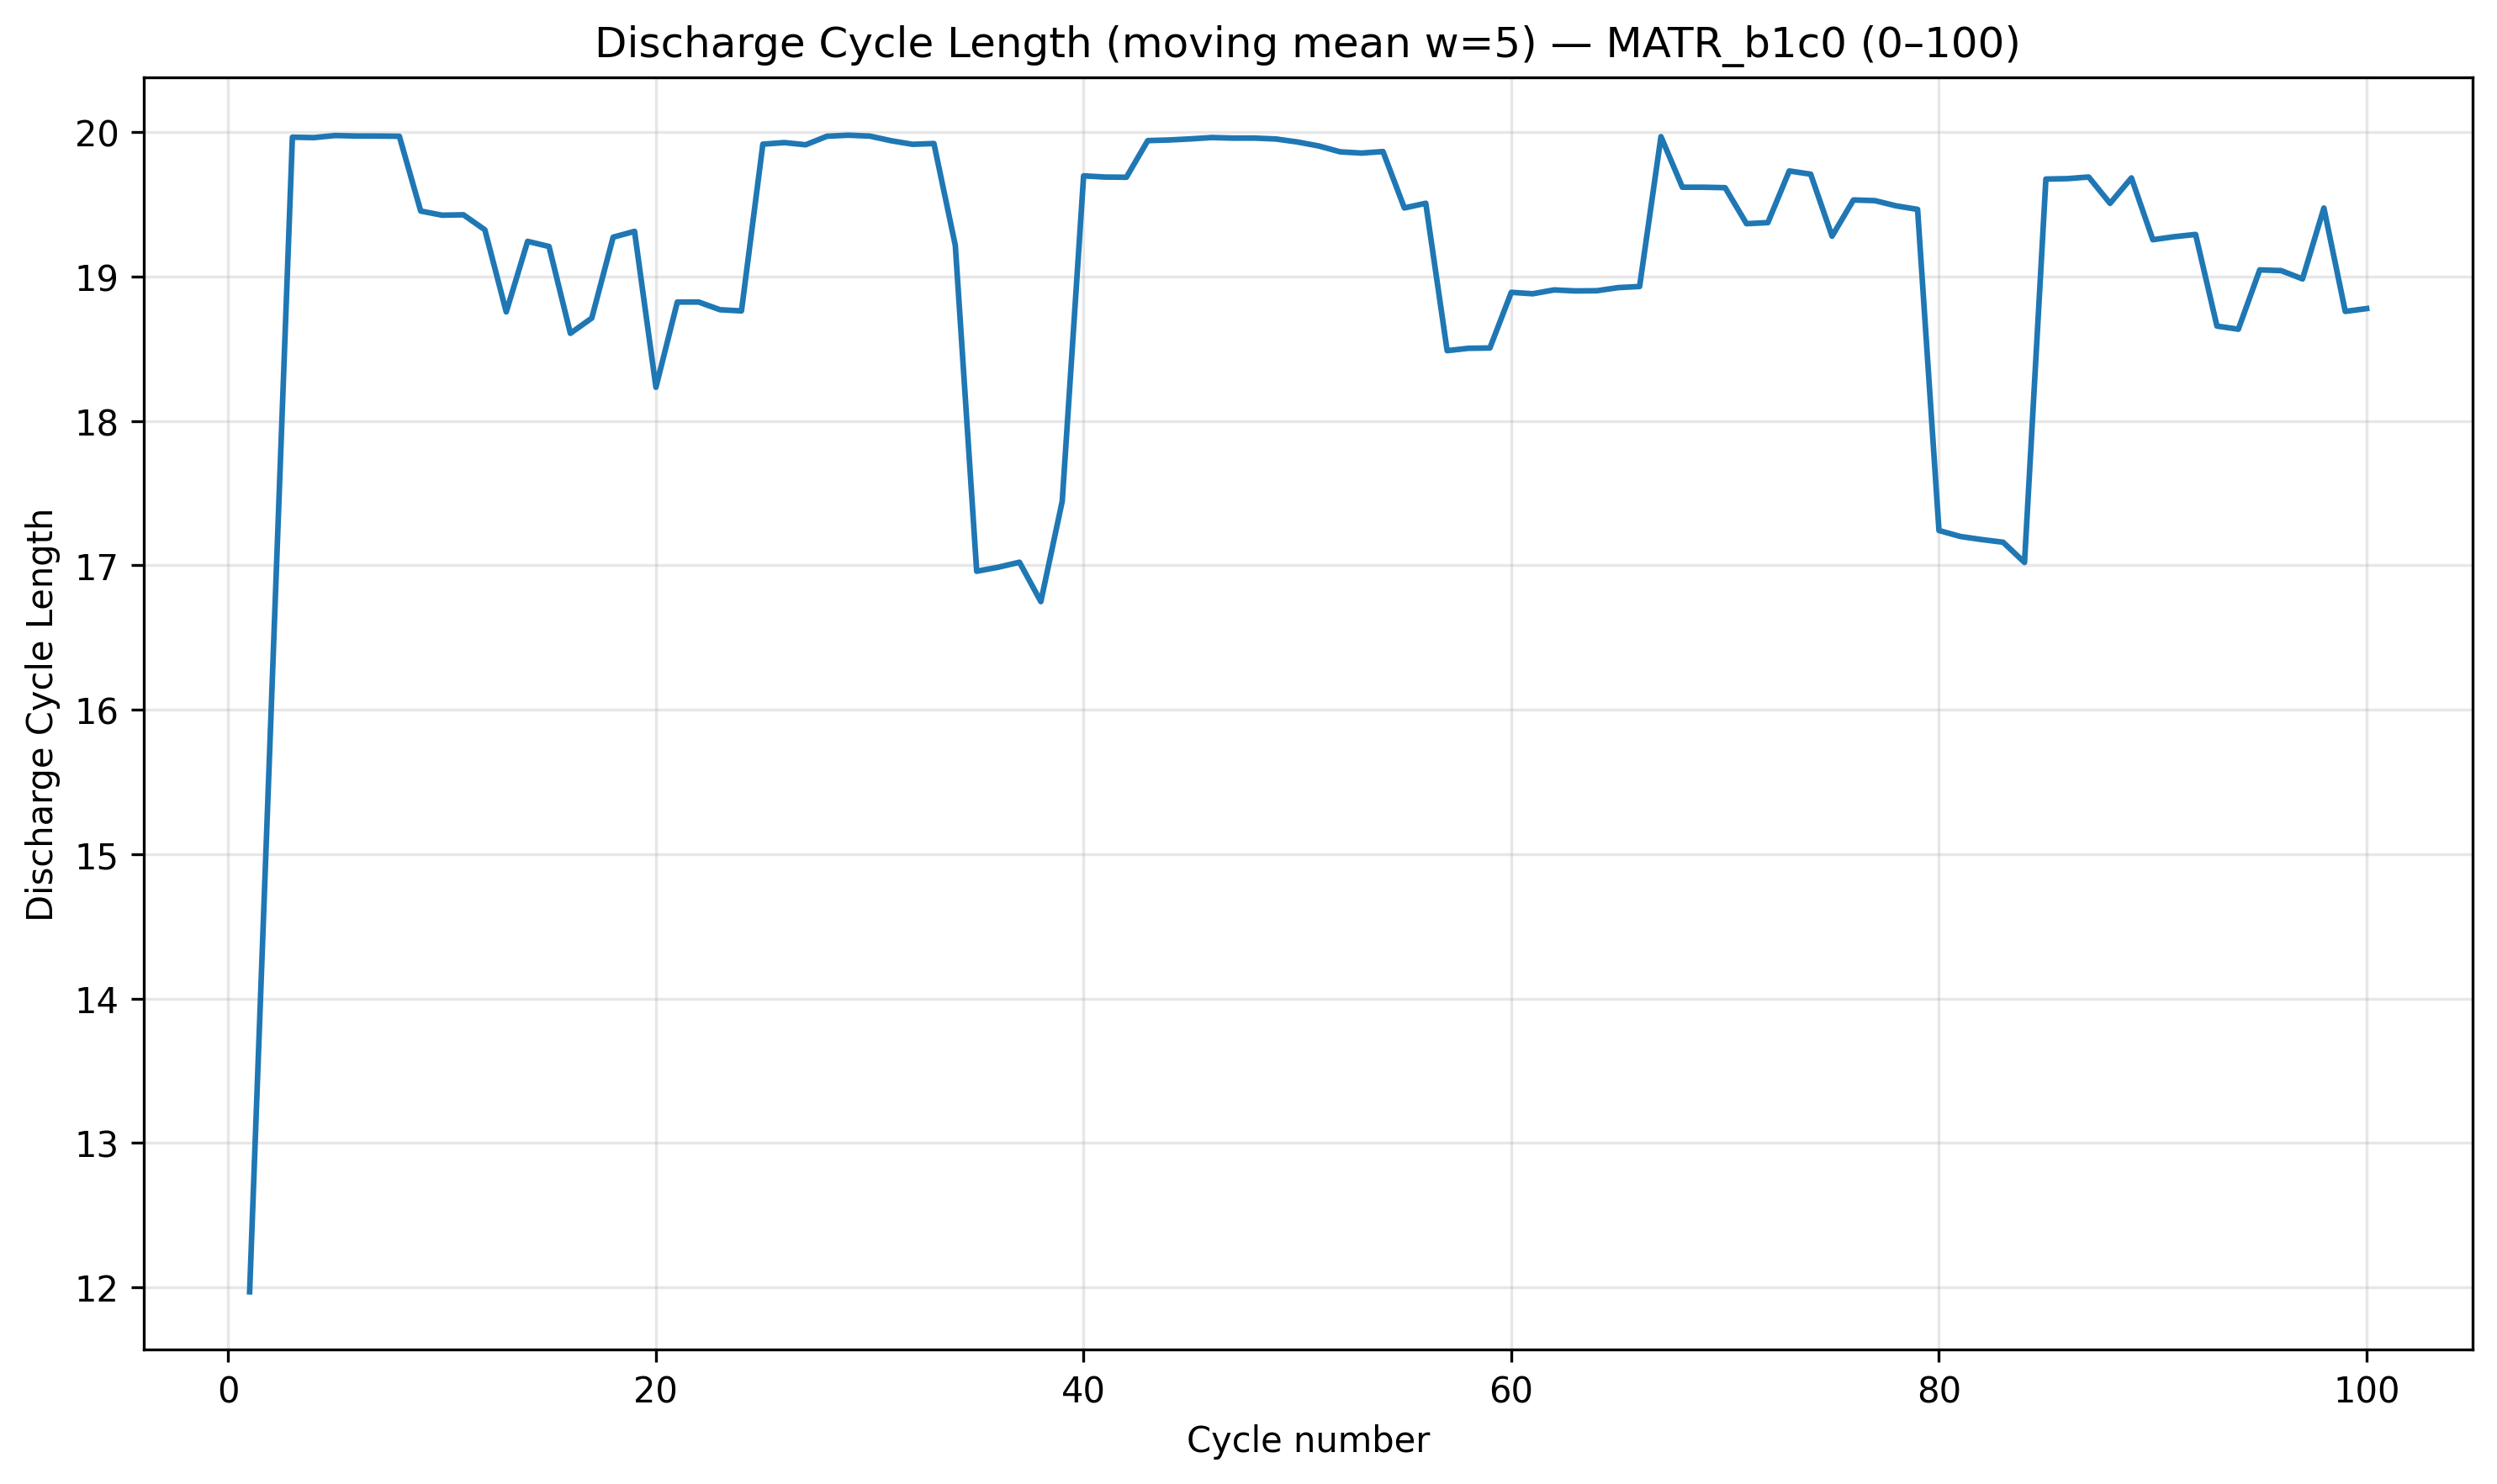 Discharge Cycle Length (moving mean w=5) — MATR_b1c0 (0–100)
Discharge Cycle Length
20
19
18
17
16
15
14
13
12
0 20 40 60 80 100
Cycle number